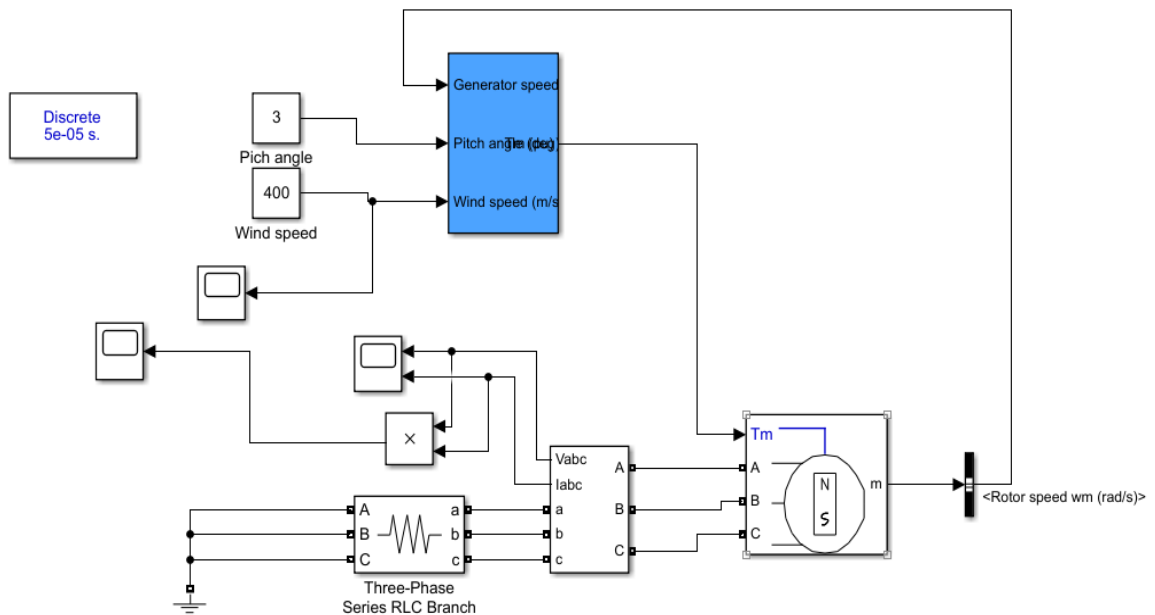 Discrete
5e-05 s.
3
Pich angle
400
Wind speed
Generator speed
Pitch angle (deg)
Tm (pu)
Wind speed (m/s
×
Vabc
Iabc
a
b
c
A
B
C
A
B
C
a
b
c
Three-Phase
Series RLC Branch
Tm
A
B
C
N
S
m
<Rotor speed wm (rad/s)>